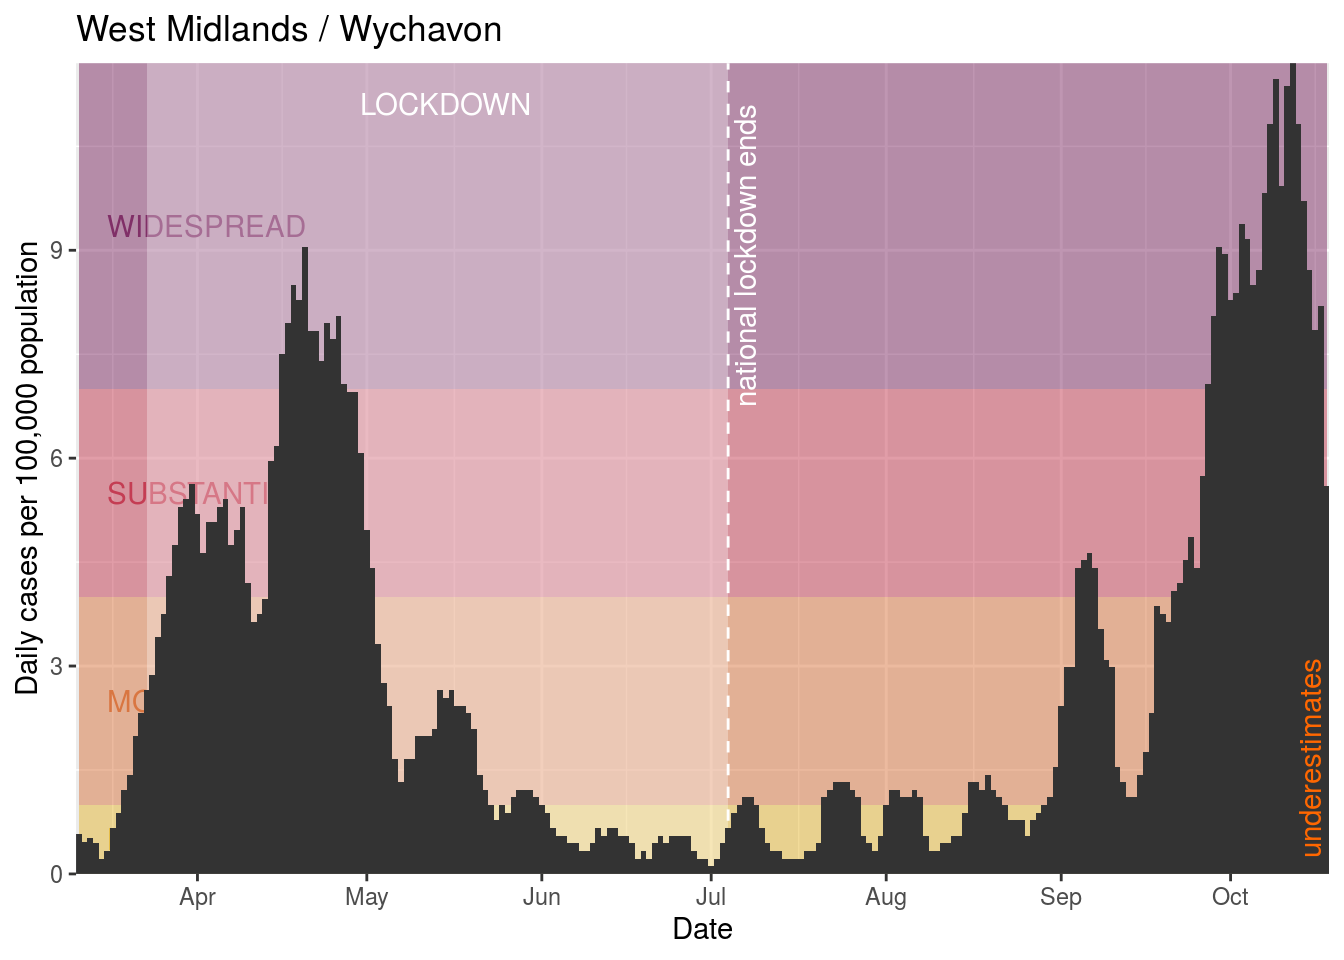 West Midlands / Wychavon
LOCKDOWN
WIDESPREAD
national lockdown ends
SUBSTANTI
MO
underestimates
Daily cases per 100,000 population
9
6
3
0
Apr May Jun Jul Aug Sep Oct
Date